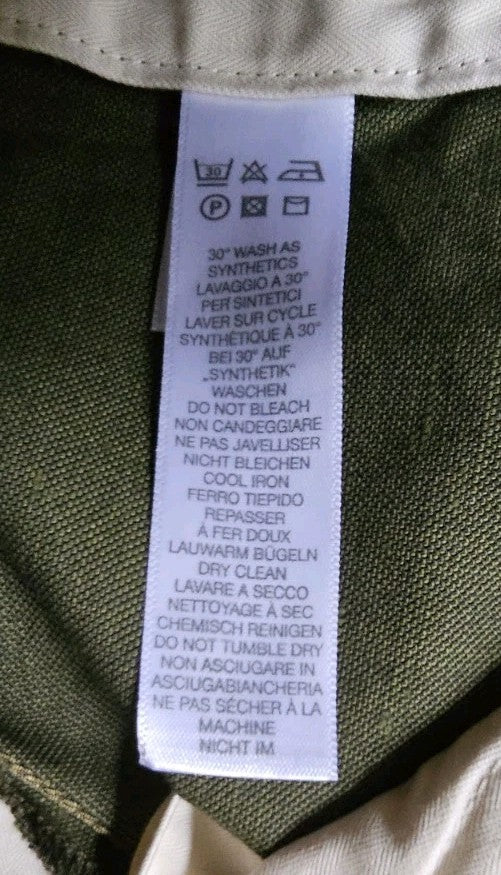 30
P
30° WASH AS
SYNTHETICS
LAVAGGIO A 30°
PER SINTETICI
LAVER SUR CYCLE
SYNTHÉTIQUE À 30°
BEI 30° AUF
„SYNTHETIK"
WASCHEN
DO NOT BLEACH
NON CANDEGGIARE
NE PAS JAVELLISER
NICHT BLEICHEN
COOL IRON
FERRO TIEPIDO
REPASSER
À FER DOUX
LAUWARM BÜGELN
DRY CLEAN
LAVARE A SECCO
NETTOYAGE À SEC
CHEMISCH REINIGEN
DO NOT TUMBLE DRY
NON ASCIUGARE IN
ASCIUGABIANCHERIA
NE PAS SÉCHER À LA
MACHINE
NICHT IM